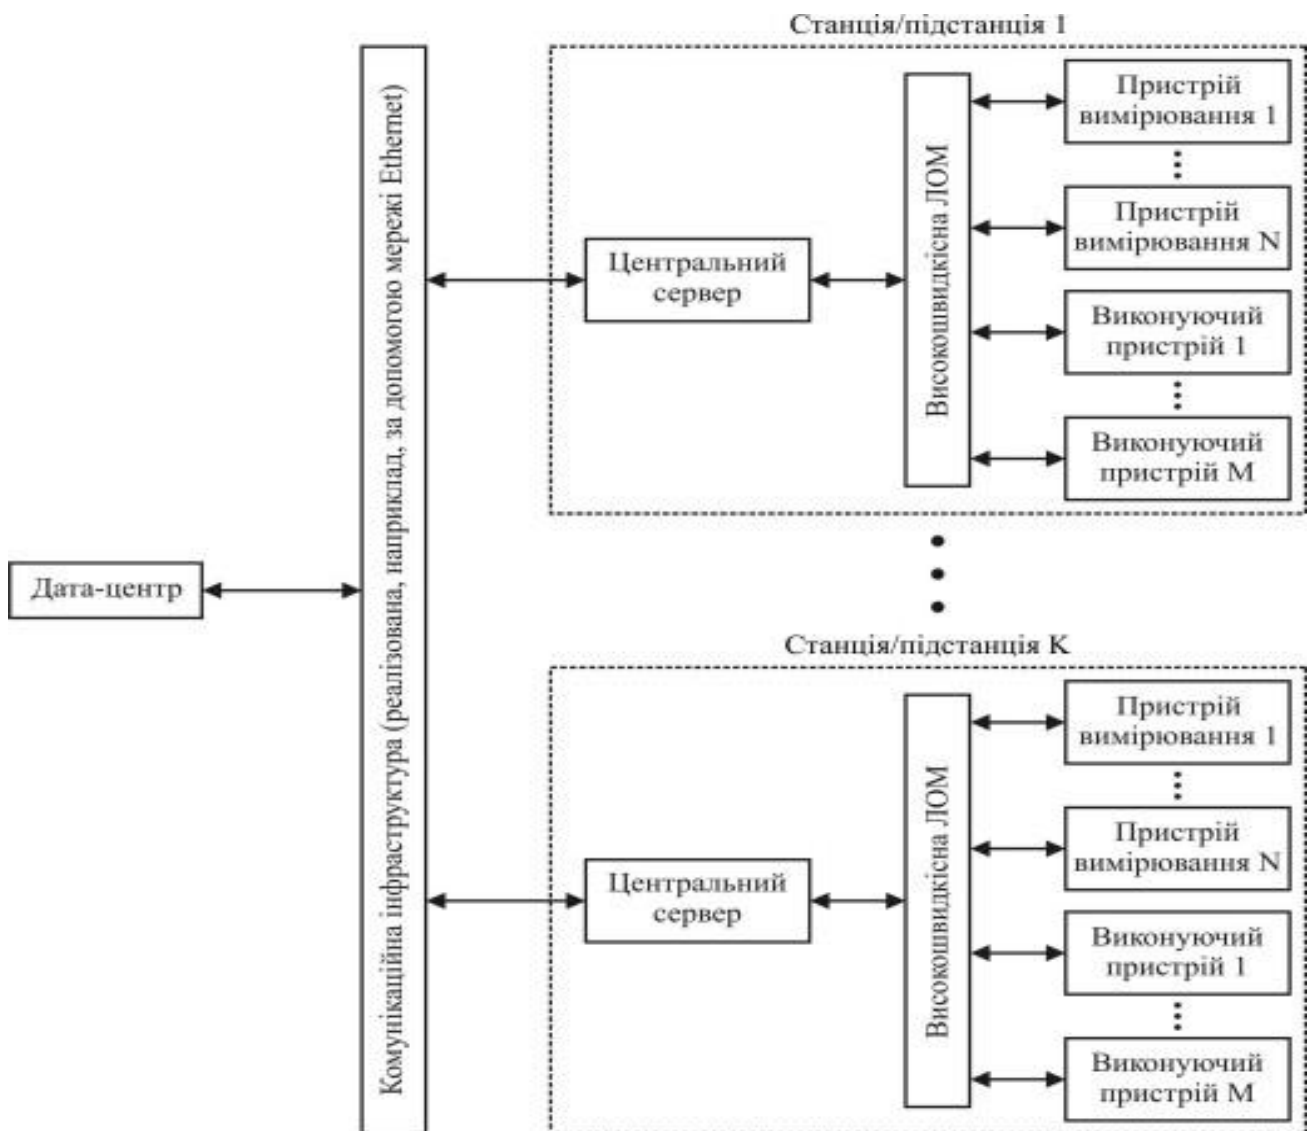 Станція/підстанція 1
Пристрій
вимірювання 1
Пристрій
вимірювання N
Виконуючий
пристрій 1
Виконуючий
пристрій M
Високошвидкісна ЛОМ
Центральний
сервер
Комунікаційна інфраструктура (реалізована, наприклад, за допомогою мережі Ethernet)
Дата-центр
Станція/підстанція K
Пристрій
вимірювання 1
Пристрій
вимірювання N
Виконуючий
пристрій 1
Виконуючий
пристрій M
Високошвидкісна ЛОМ
Центральний
сервер